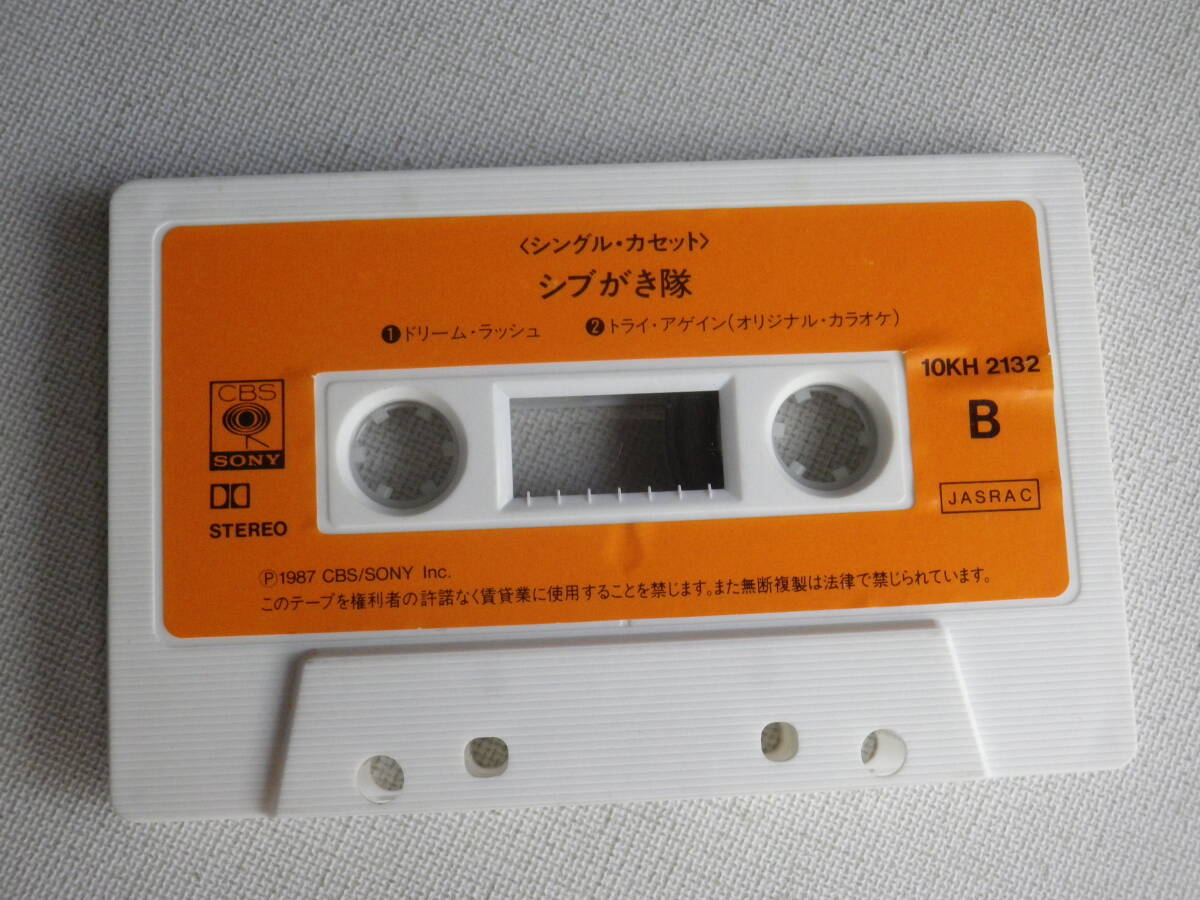 〈シングル・カセット〉
シブがき隊
❶ドリーム・ラッシュ ❷トライ・アゲイン(オリジナル・カラオケ)
10KH 2132
B
CBS
SONY
STEREO
JASRAC
Ⓟ1987 CBS/SONY Inc.
このテープを権利者の許諾なく賃貸業に使用することを禁じます。また無断複製は法律で禁じられています。